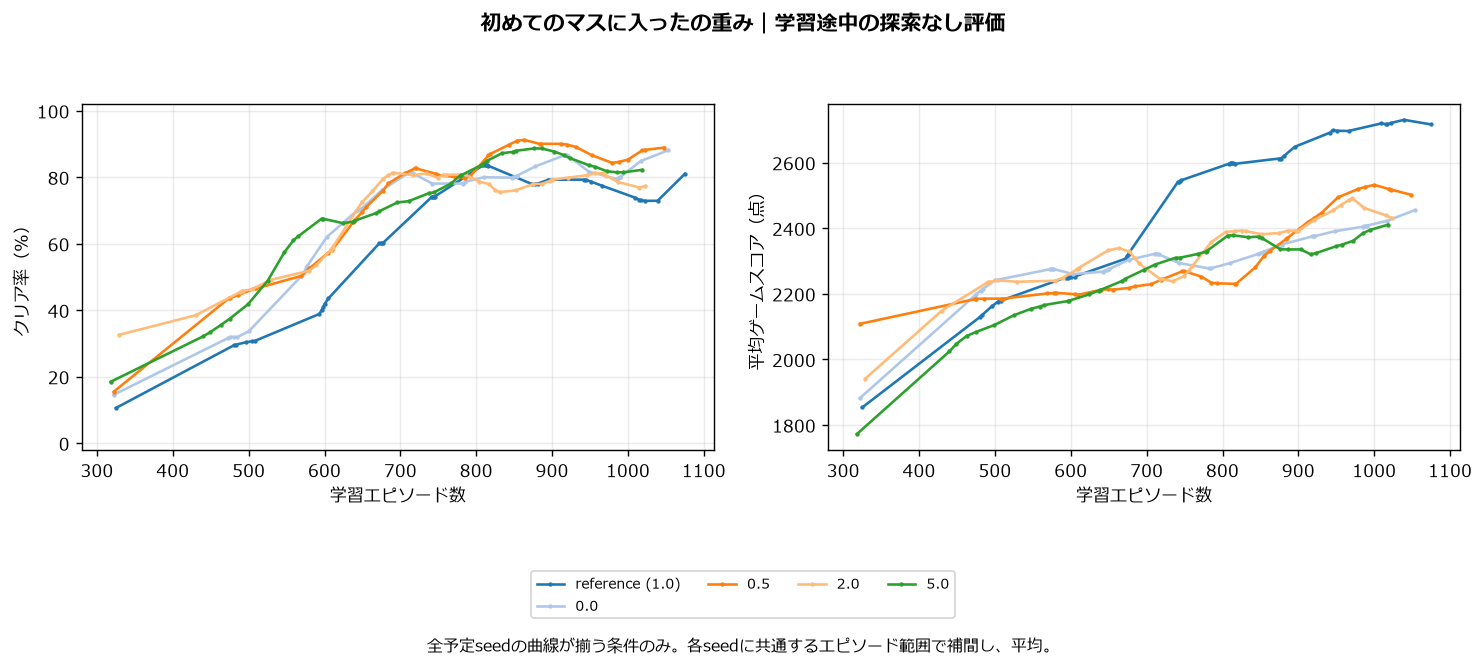 初めてのマスに入ったの重み｜学習途中の探索なし評価
クリア率（%）
100
80
60
40
20
0
300 400 500 600 700 800 900 1000 1100
学習エピソード数
平均ゲームスコア（点）
2600
2400
2200
2000
1800
300 400 500 600 700 800 900 1000 1100
学習エピソード数
reference (1.0) 0.5 2.0 5.0
0.0
全予定seedの曲線が揃う条件のみ。各seedに共通するエピソード範囲で補間し、平均。